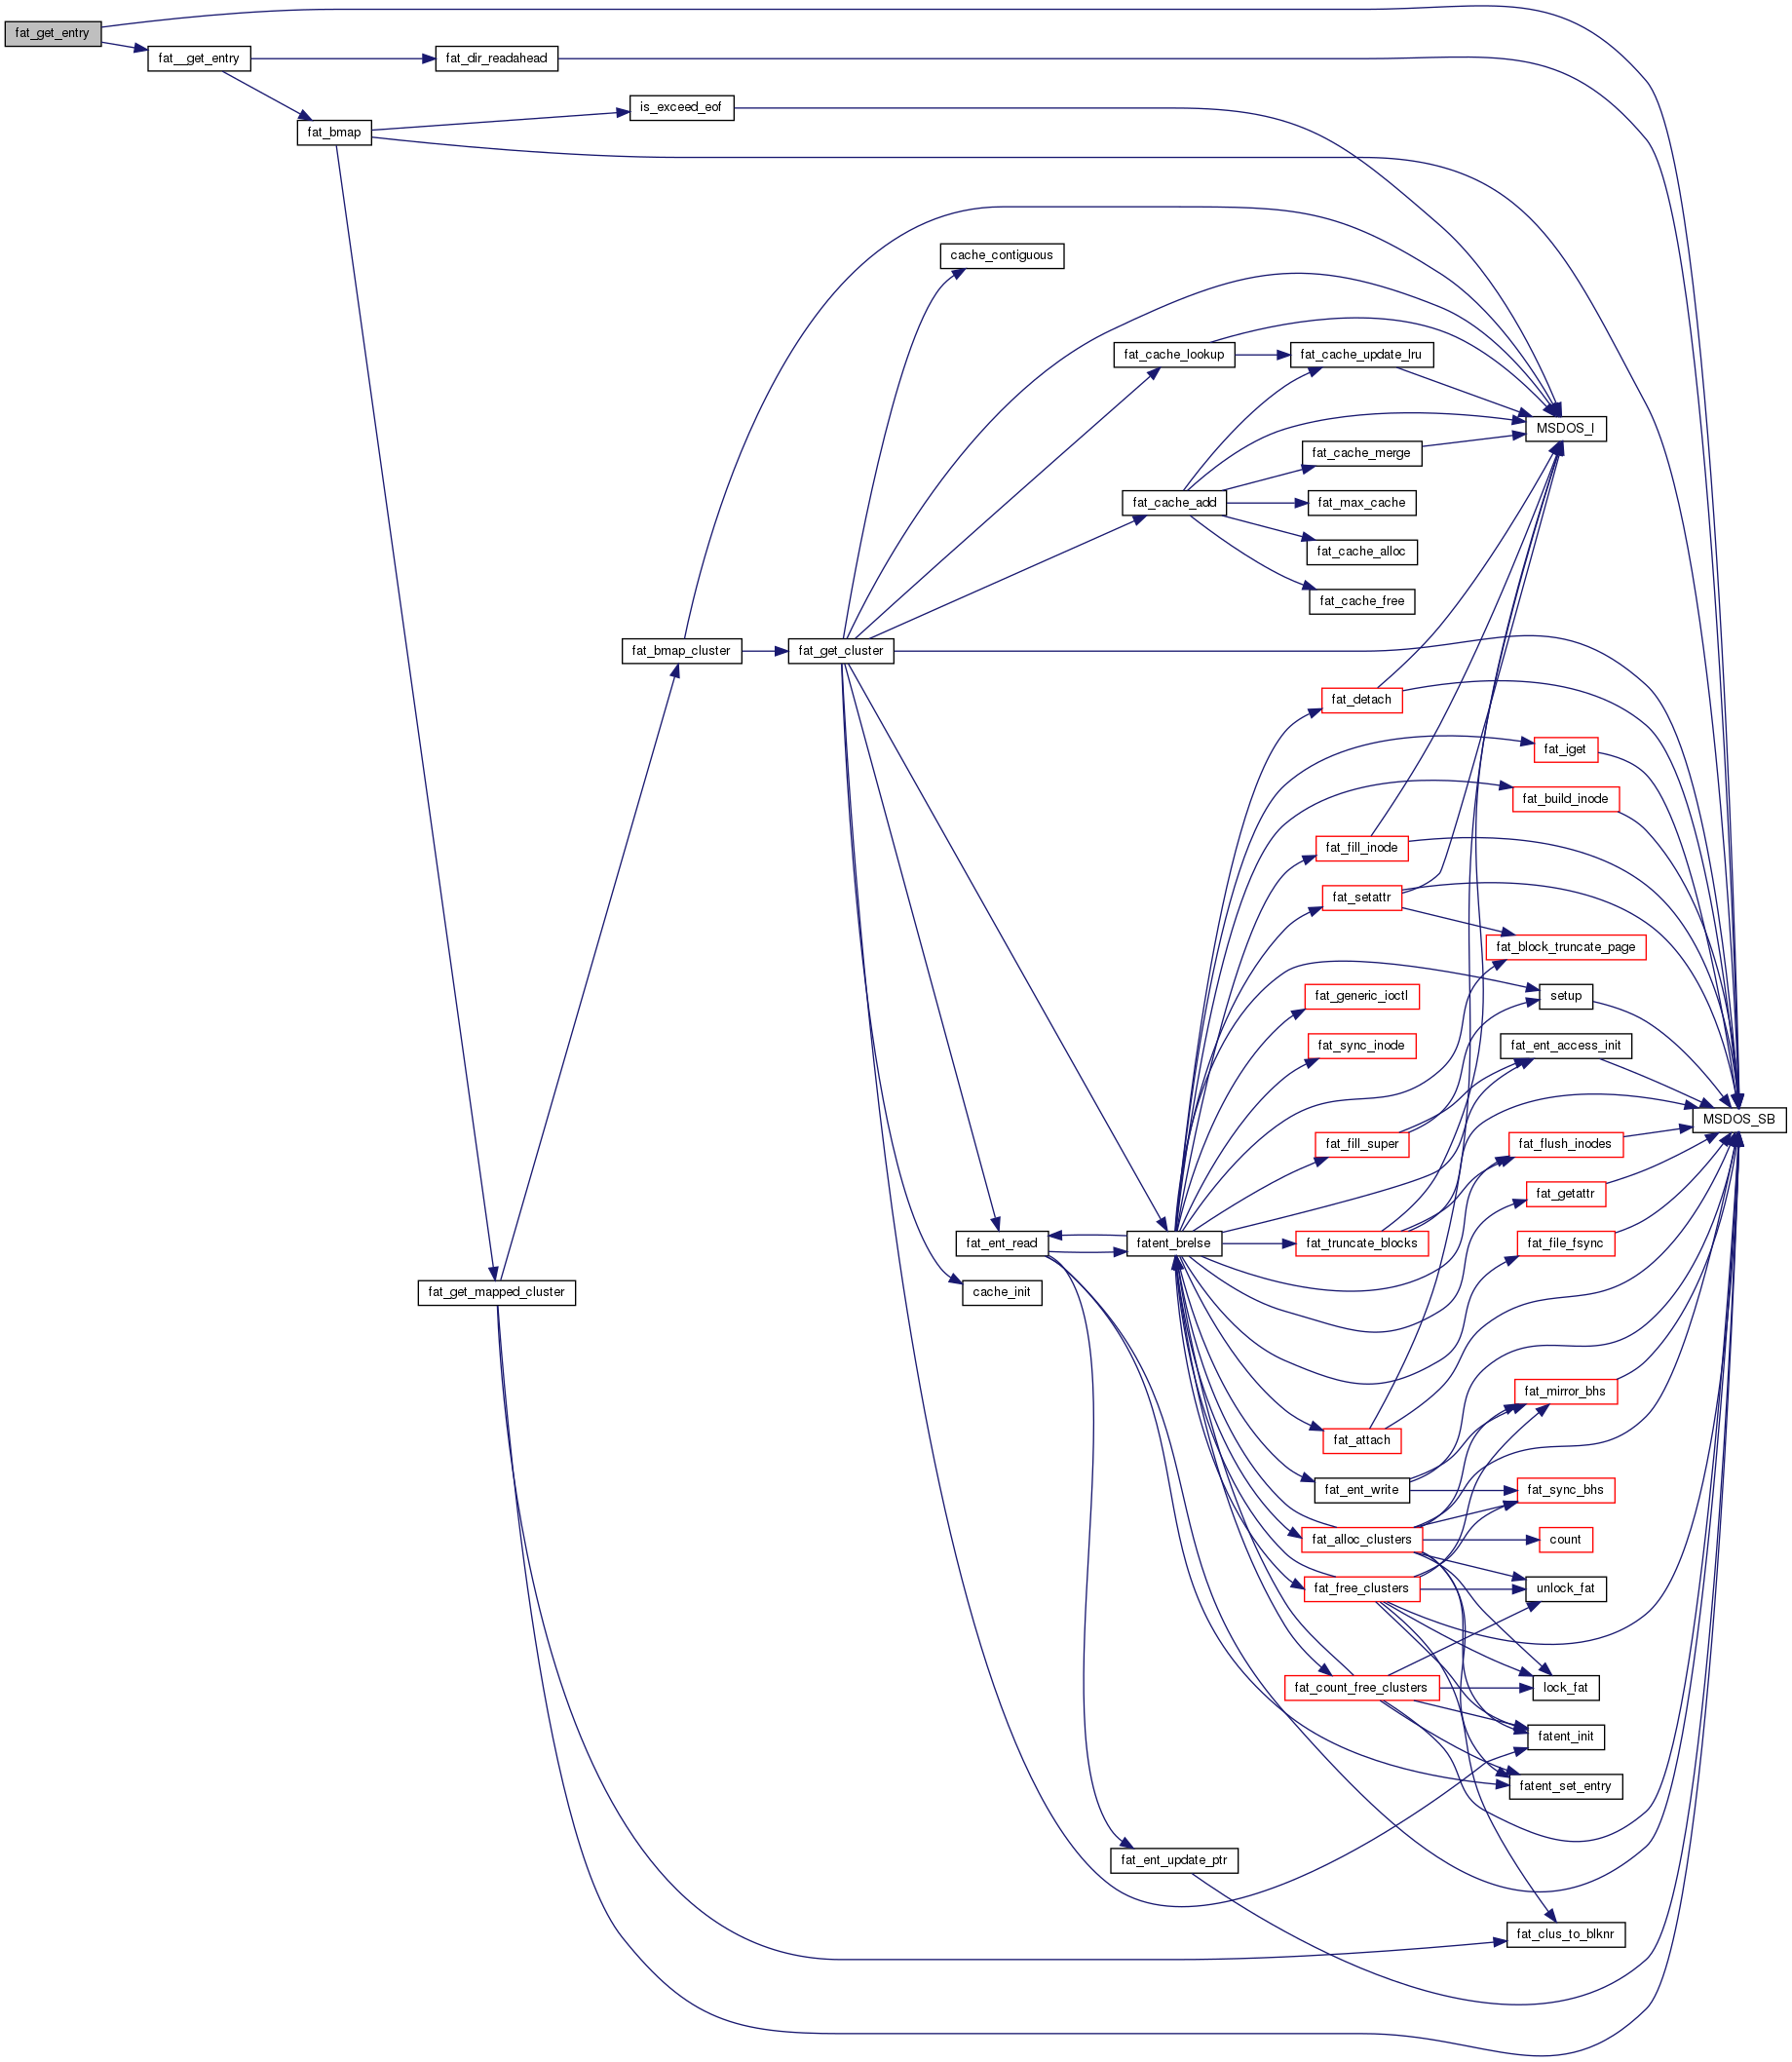 fat_get_entry
fat__get_entry
fat_dir_readahead
is_exceed_eof
fat_bmap
cache_contiguous
fat_cache_lookup
fat_cache_update_lru
MSDOS_I
fat_cache_merge
fat_cache_add
fat_max_cache
fat_cache_alloc
fat_cache_free
fat_bmap_cluster
fat_get_cluster
fat_detach
fat_iget
fat_build_inode
fat_fill_inode
fat_setattr
fat_block_truncate_page
fat_generic_ioctl
setup
fat_sync_inode
fat_ent_access_init
MSDOS_SB
fat_fill_super
fat_flush_inodes
fat_getattr
fat_ent_read
fatent_brelse
fat_truncate_blocks
fat_file_fsync
fat_get_mapped_cluster
cache_init
fat_mirror_bhs
fat_attach
fat_ent_write
fat_sync_bhs
fat_alloc_clusters
count
fat_free_clusters
unlock_fat
fat_count_free_clusters
lock_fat
fatent_init
fatent_set_entry
fat_ent_update_ptr
fat_clus_to_blknr